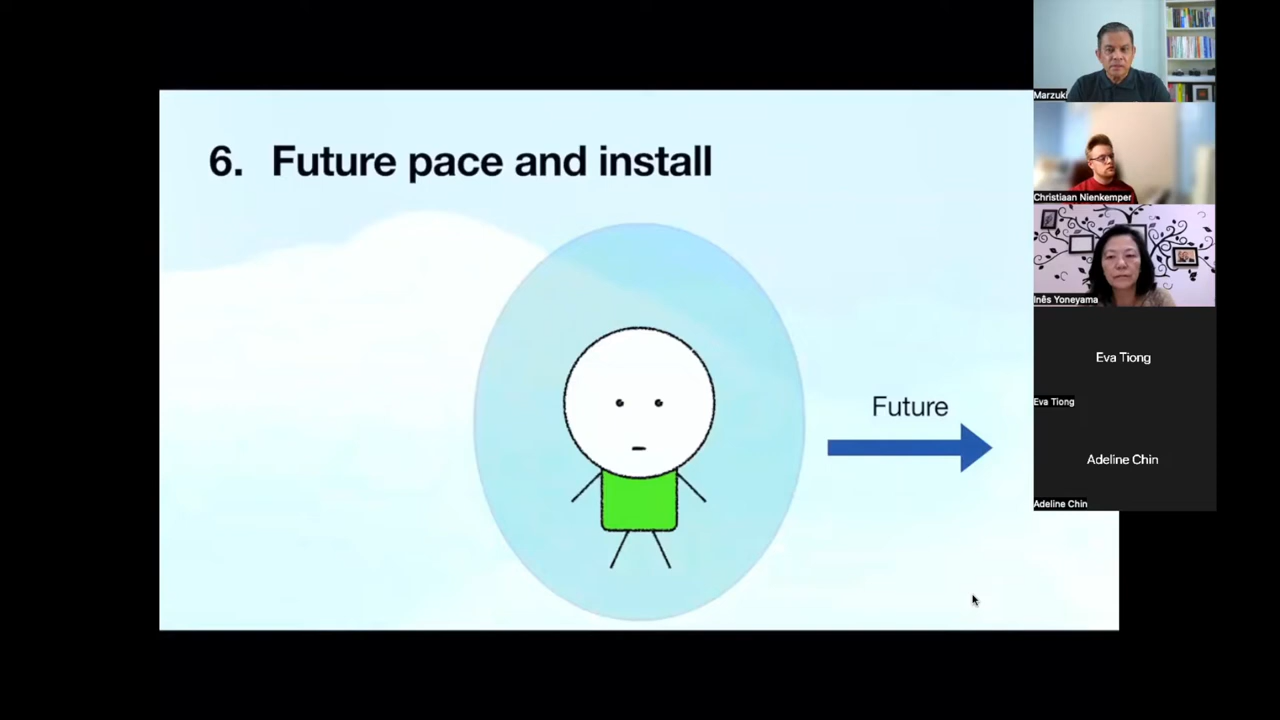 6. Future pace and install
Future
Marzuki
Christiaan Nienkemper
Inês Yoneyama
Eva Tiong
Eva Tiong
Adeline Chin
Adeline Chin